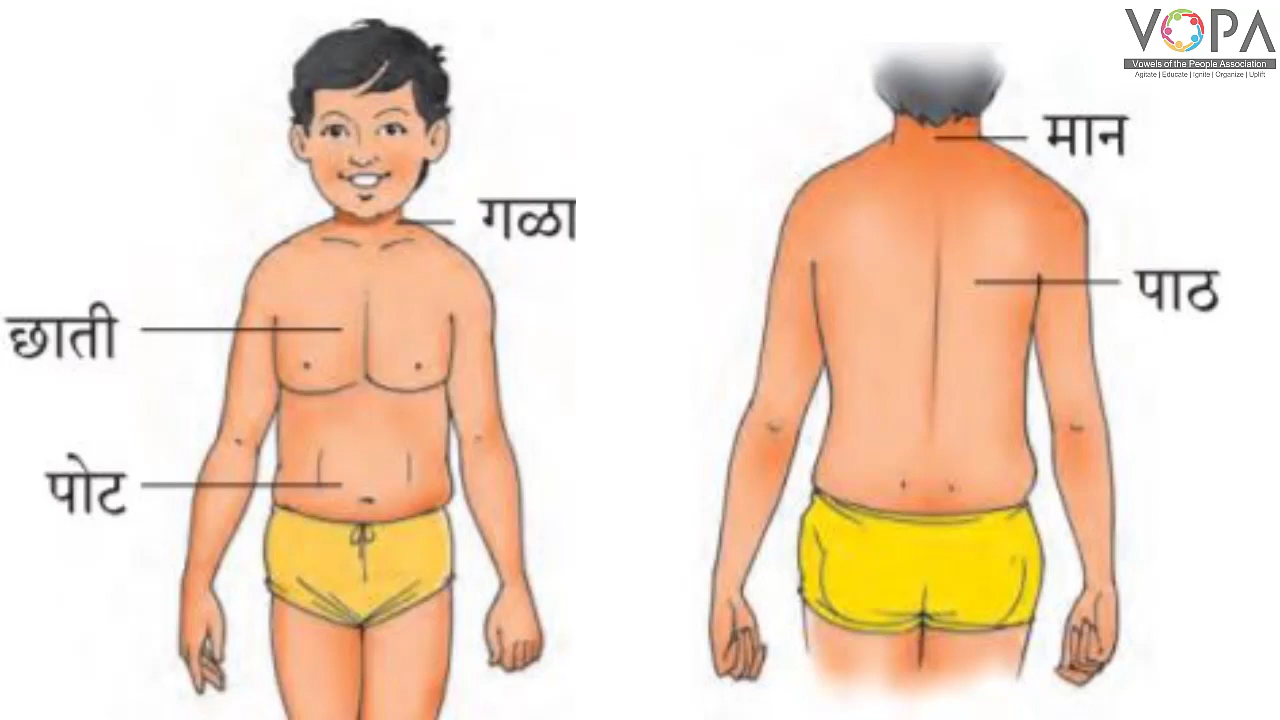 VOPA
Vowels of the People Association
Agitate | Educate | Ignite | Organize | Uplift
मान
गळा
पाठ
छाती
पोट